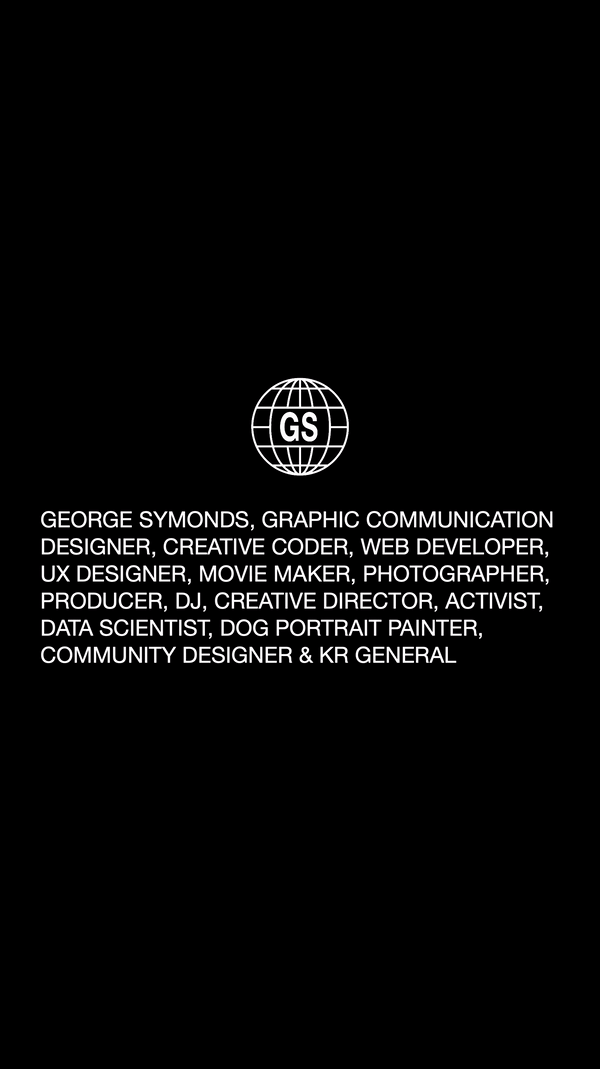 GS
GEORGE SYMONDS, GRAPHIC COMMUNICATION
DESIGNER, CREATIVE CODER, WEB DEVELOPER,
UX DESIGNER, MOVIE MAKER, PHOTOGRAPHER,
PRODUCER, DJ, CREATIVE DIRECTOR, ACTIVIST,
DATA SCIENTIST, DOG PORTRAIT PAINTER,
COMMUNITY DESIGNER & KR GENERAL